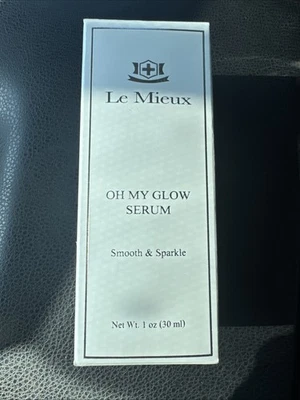 Le Mieux
OH MY GLOW
SERUM
Smooth & Sparkle
Net Wt. 1 oz (30 ml)